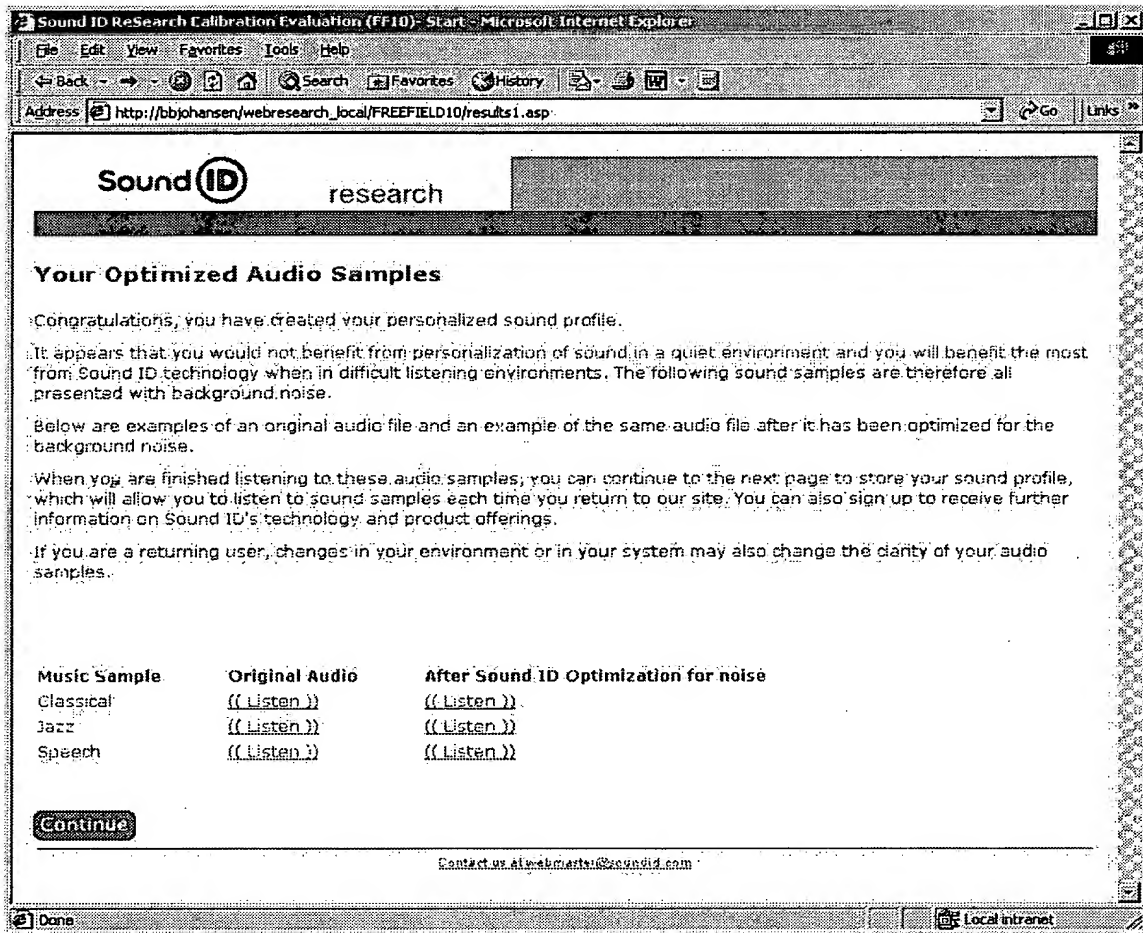 Sound ID ReSearch Calibration Evaluation (FF10)- Start - Microsoft Internet Explorer
File Edit View Favorites Tools Help
Back Search Favorites History
Address http://bbjohansen/webresearch_local/FREEFIELD10/results1.asp Go Links »
Sound ID research
Your Optimized Audio Samples
Congratulations, you have created your personalized sound profile.
It appears that you would not benefit from personalization of sound in a quiet environment and you will benefit the most
from Sound ID technology when in difficult listening environments. The following sound samples are therefore all
presented with background noise.
Below are examples of an original audio file and an example of the same audio file after it has been optimized for the
background noise.
When you are finished listening to these audio samples, you can continue to the next page to store your sound profile,
which will allow you to listen to sound samples each time you return to our site. You can also sign up to receive further
information on Sound ID's technology and product offerings.
If you are a returning user, changes in your environment or in your system may also change the clarity of your audio
samples.
Music Sample Original Audio After Sound ID Optimization for noise
Classical (( Listen )) (( Listen ))
Jazz (( Listen )) (( Listen ))
Speech (( Listen )) (( Listen ))
Continue
Contact us at webmaster@soundid.com
Done Local intranet